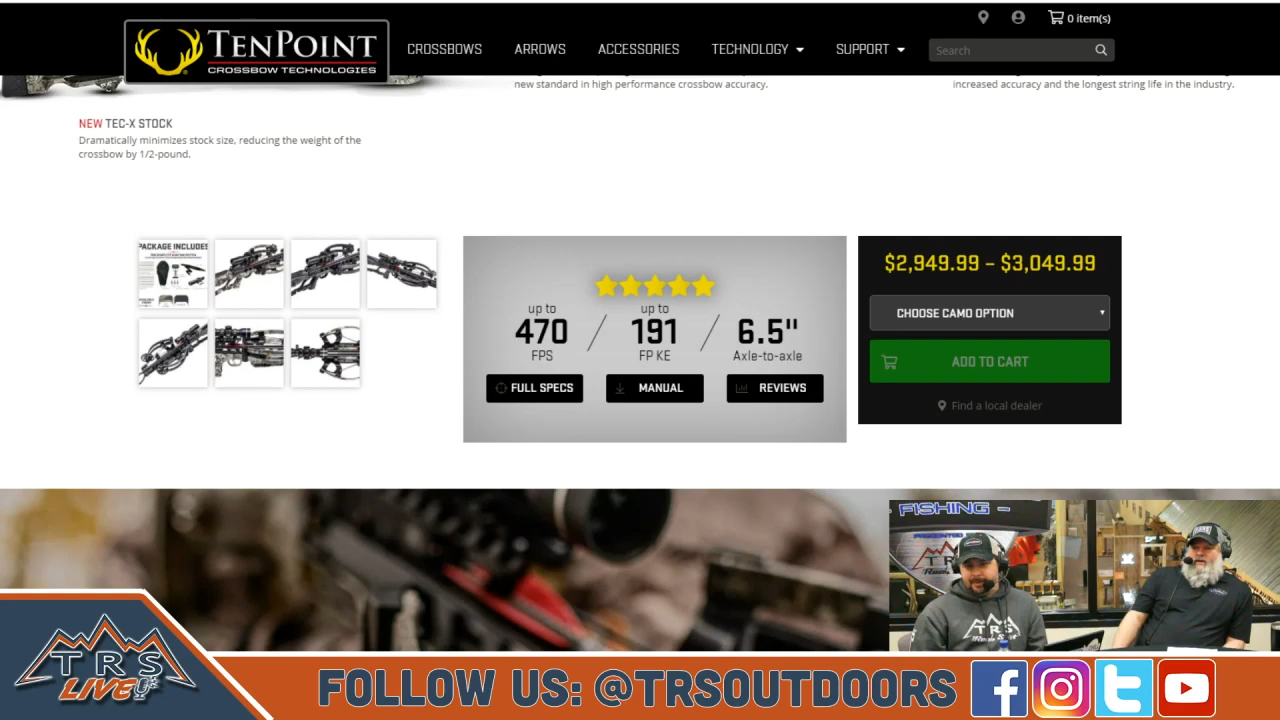 0 item(s)
TENPOINT
CROSSBOW TECHNOLOGIES
CROSSBOWS
ARROWS
ACCESSORIES
TECHNOLOGY
SUPPORT
Search
new standard in high performance crossbow accuracy.
increased accuracy and the longest string life in the industry.
NEW TEC-X STOCK
Dramatically minimizes stock size, reducing the weight of the
crossbow by 1/2-pound.
PACKAGE INCLUDES
up to
470
FPS
up to
191
FP KE
6.5"
Axle-to-axle
FULL SPECS
MANUAL
REVIEWS
$2,949.99 – $3,049.99
CHOOSE CAMO OPTION
ADD TO CART
Find a local dealer
FISHING -
TRS
TRS
LIVE
FOLLOW US: @TRSOUTDOORS